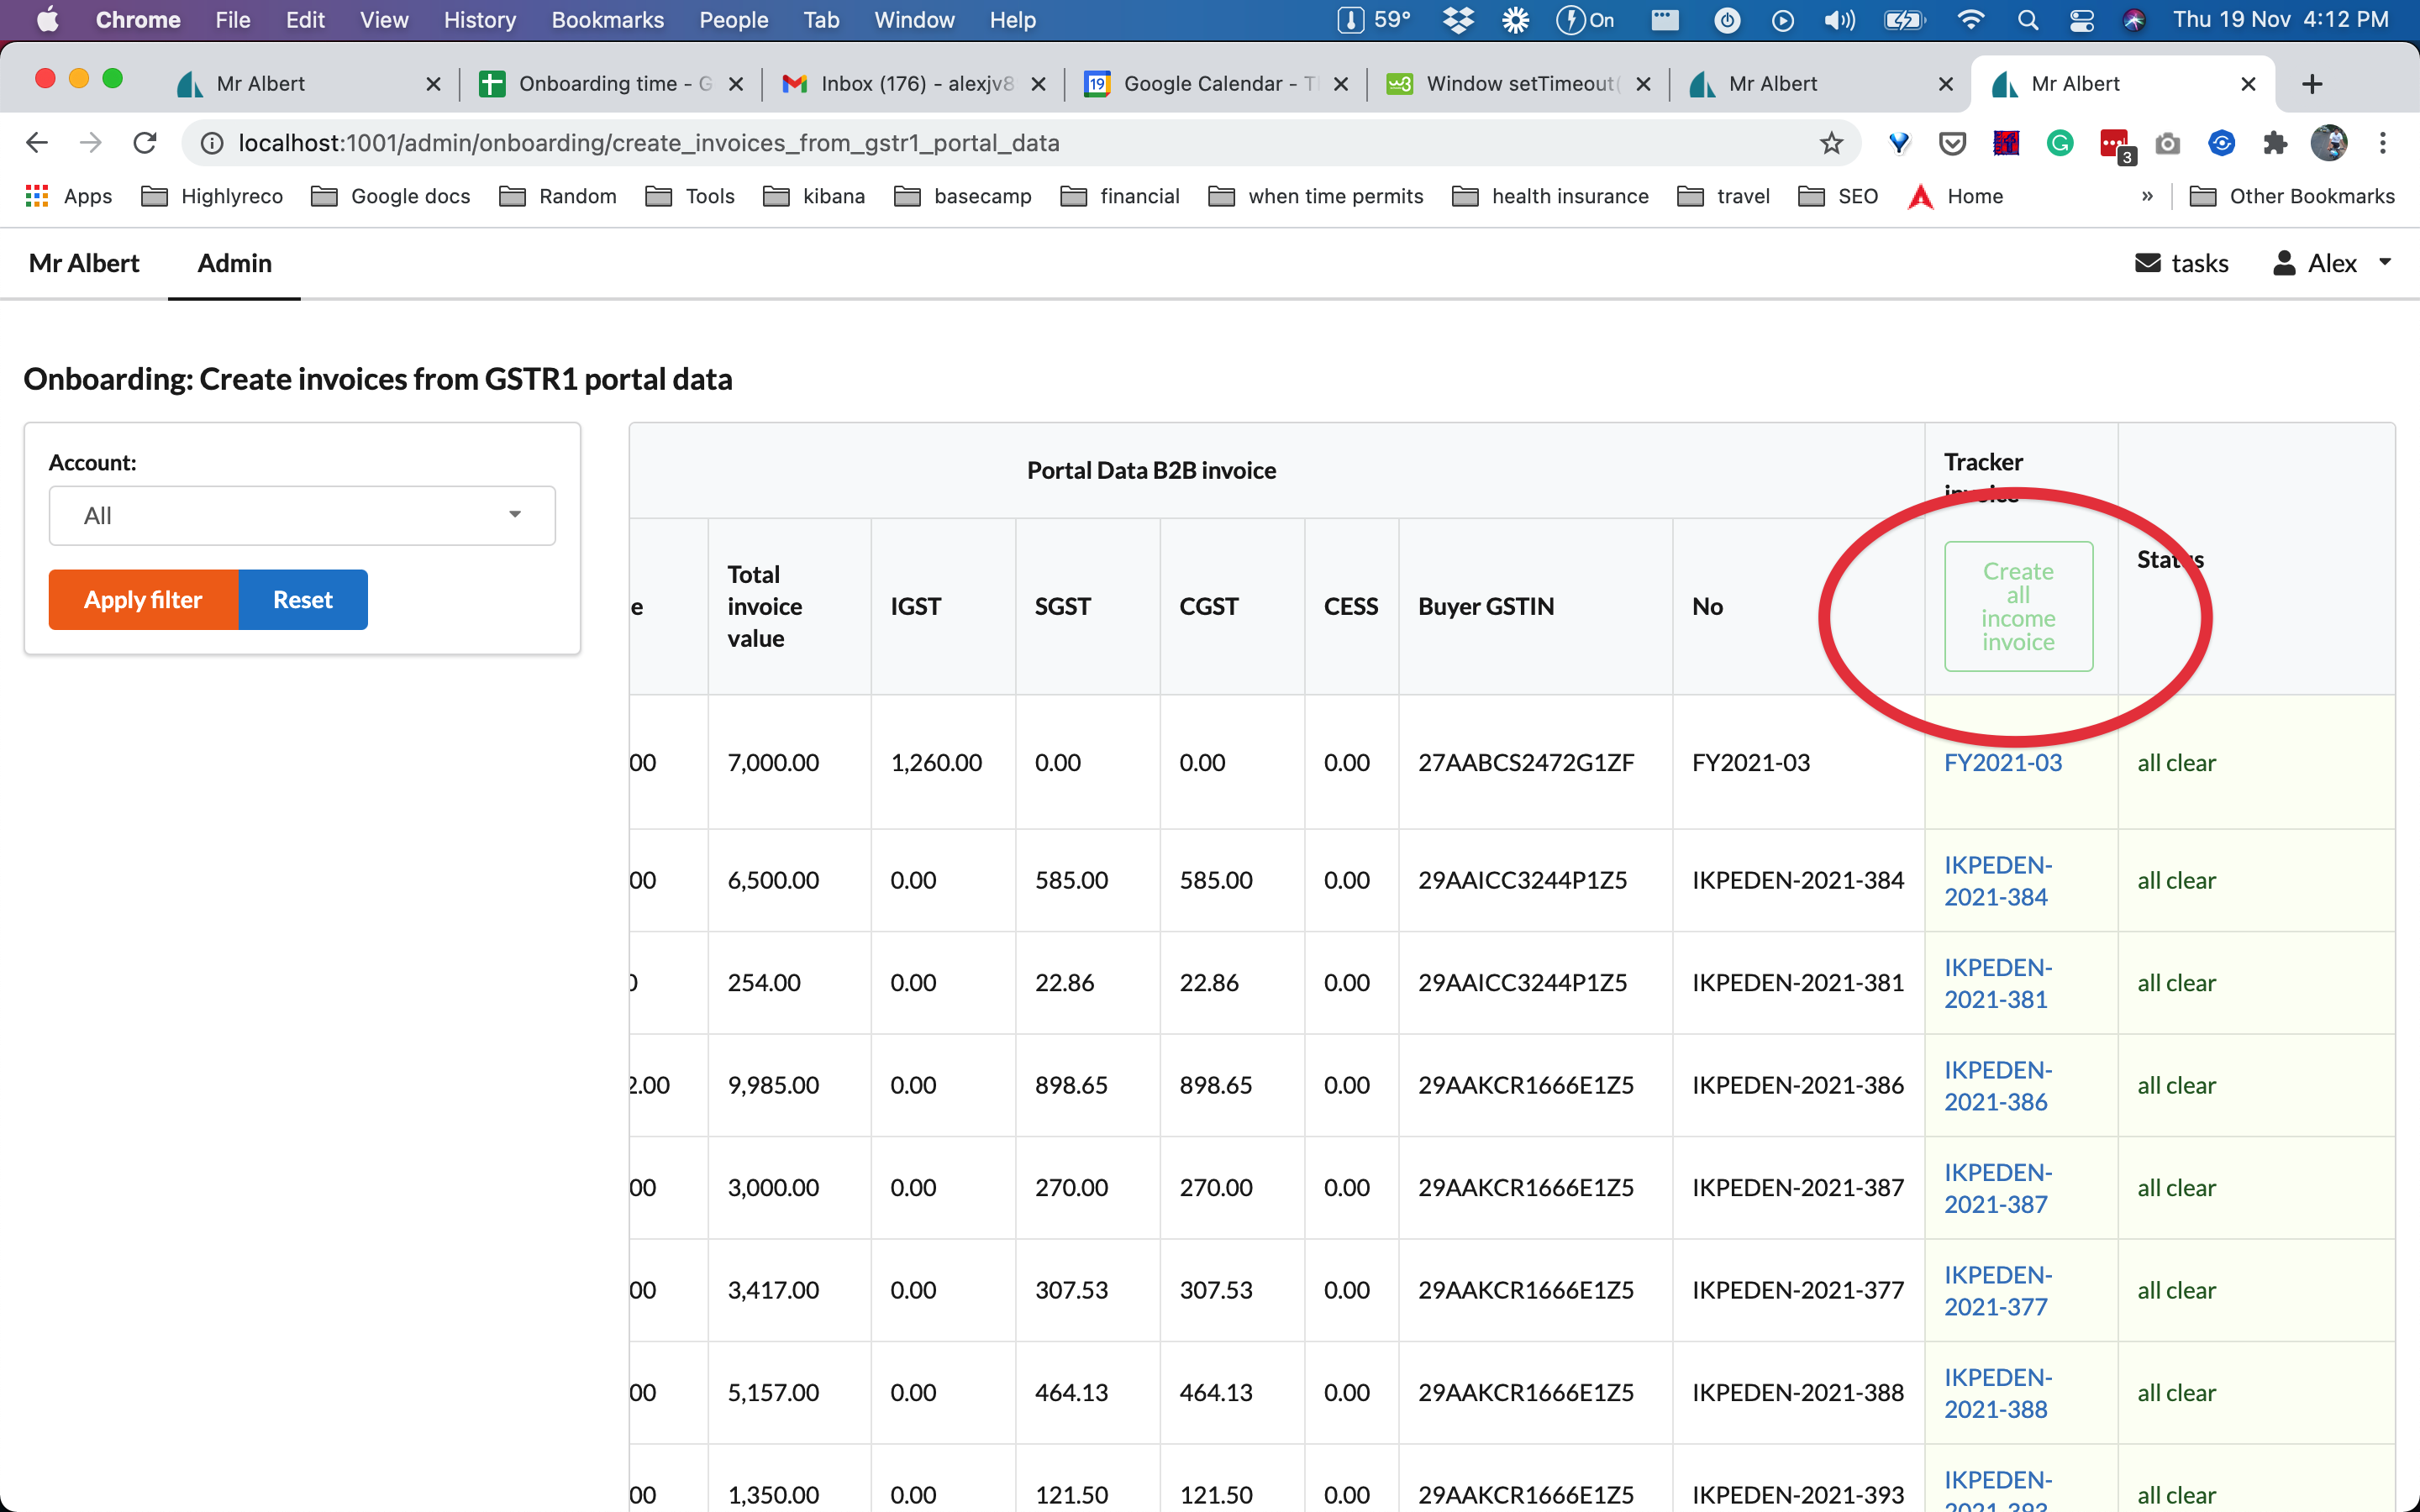 Chrome File Edit View History Bookmarks People Tab Window Help 59° On Thu 19 Nov 4:12 PM
Mr Albert Onboarding time - G Inbox (176) - alexjv8 19 Google Calendar - T w3 Window setTimeout( Mr Albert Mr Albert
localhost:1001/admin/onboarding/create_invoices_from_gstr1_portal_data 3
Apps Highlyreco Google docs Random Tools kibana basecamp financial when time permits health insurance travel SEO Home » Other Bookmarks
Mr Albert Admin tasks Alex
Onboarding: Create invoices from GSTR1 portal data
Account:
All
Apply filter Reset
Portal Data B2B invoice
Tracker
invoice
Status
e
Total
invoice
value
IGST SGST CGST CESS Buyer GSTIN No
Create
all
income
invoice
00 7,000.00 1,260.00 0.00 0.00 0.00 27AABCS2472G1ZF FY2021-03 FY2021-03 all clear
00 6,500.00 0.00 585.00 585.00 0.00 29AAICC3244P1Z5 IKPEDEN-2021-384 IKPEDEN-
2021-384 all clear
254.00 0.00 22.86 22.86 0.00 29AAICC3244P1Z5 IKPEDEN-2021-381 IKPEDEN-
2021-381 all clear
2.00 9,985.00 0.00 898.65 898.65 0.00 29AAKCR1666E1Z5 IKPEDEN-2021-386 IKPEDEN-
2021-386 all clear
00 3,000.00 0.00 270.00 270.00 0.00 29AAKCR1666E1Z5 IKPEDEN-2021-387 IKPEDEN-
2021-387 all clear
00 3,417.00 0.00 307.53 307.53 0.00 29AAKCR1666E1Z5 IKPEDEN-2021-377 IKPEDEN-
2021-377 all clear
00 5,157.00 0.00 464.13 464.13 0.00 29AAKCR1666E1Z5 IKPEDEN-2021-388 IKPEDEN-
2021-388 all clear
00 1,350.00 0.00 121.50 121.50 0.00 29AAKCR1666E1Z5 IKPEDEN-2021-393 IKPEDEN-
2021-393 all clear